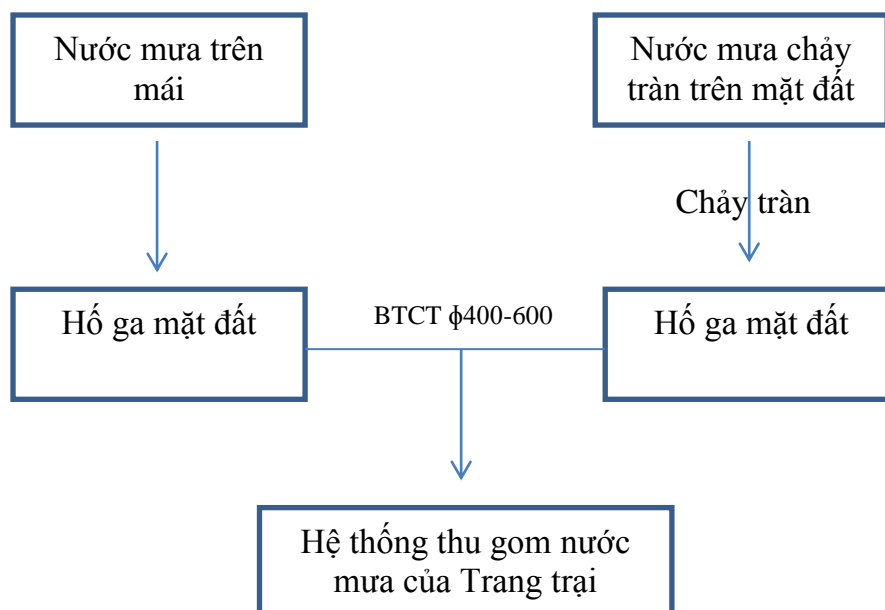 Nước mưa trên
mái
Nước mưa chảy
tràn trên mặt đất
Chảy tràn
Hố ga mặt đất
BTCT ϕ400-600
Hố ga mặt đất
Hệ thống thu gom nước
mưa của Trang trại